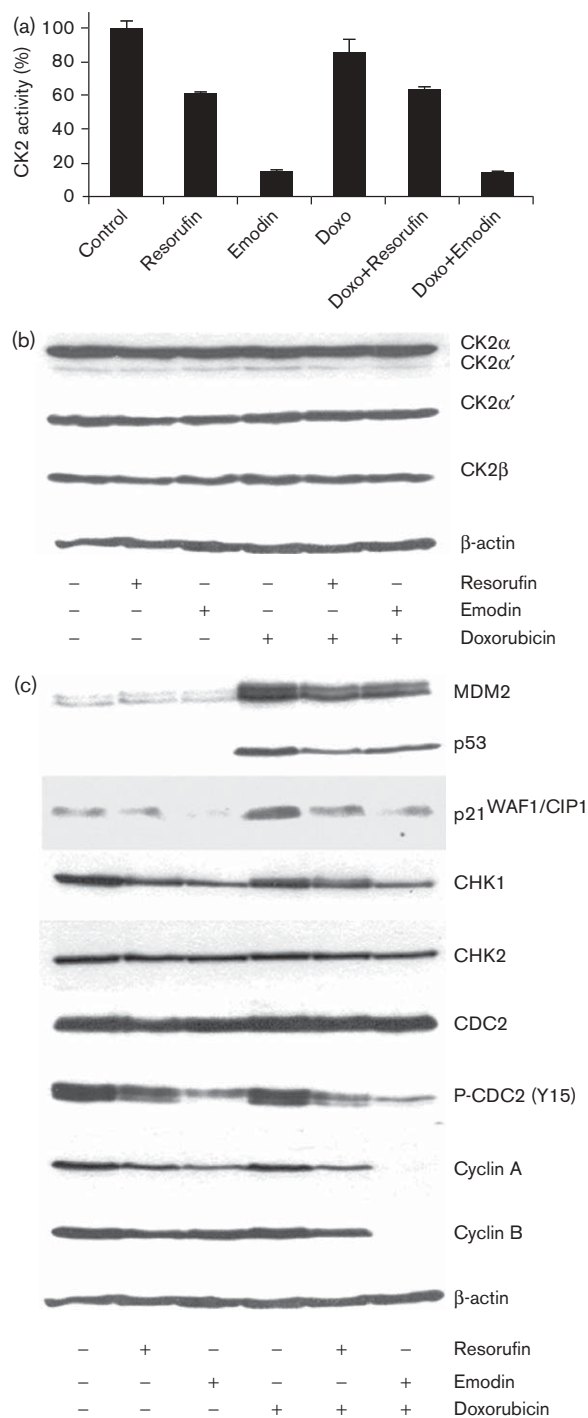 (a)
CK2 activity (%)
100
80
60
40
20
0
Control
Resorufin
Emodin
Doxo
Doxo+Resorufin
Doxo+Emodin
(b)
CK2α
CK2α′
CK2α′
CK2β
β-actin
– + – – + – Resorufin
– – + – – + Emodin
– – – + + + Doxorubicin
(c)
MDM2
p53
p21WAF1/CIP1
CHK1
CHK2
CDC2
P-CDC2 (Y15)
Cyclin A
Cyclin B
β-actin
– + – – + – Resorufin
– – + – – + Emodin
– – – + + + Doxorubicin